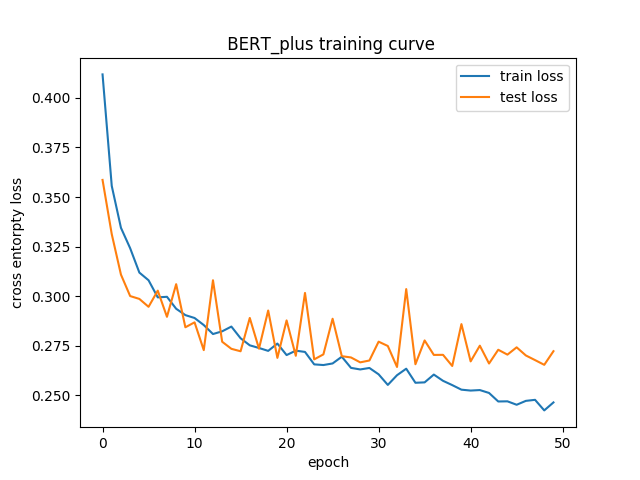 BERT_plus training curve
train loss
test loss
0.400
0.375
0.350
0.325
0.300
0.275
0.250
cross entorpty loss
0 10 20 30 40 50
epoch